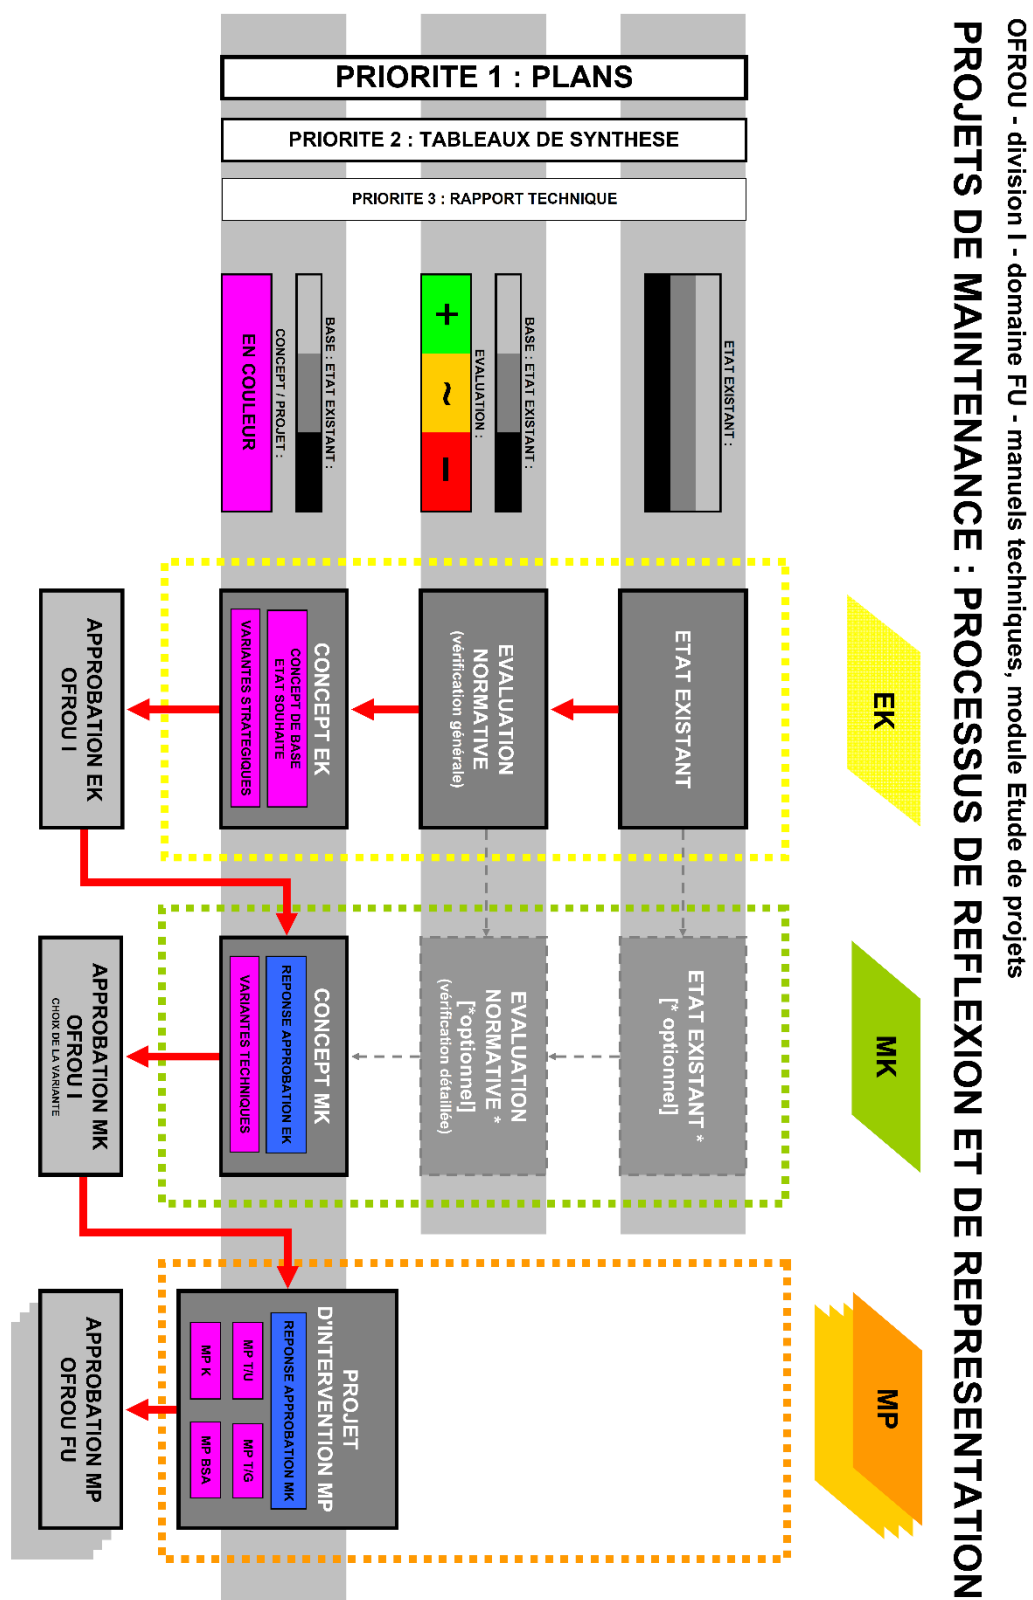 OFROU - division I - domaine FU - manuels techniques, module Etude de projets
PROJETS DE MAINTENANCE : PROCESSUS DE REFLEXION ET DE REPRESENTATION
PRIORITE 1 : PLANS
PRIORITE 2 : TABLEAUX DE SYNTHESE
PRIORITE 3 : RAPPORT TECHNIQUE
ETAT EXISTANT :
BASE : ETAT EXISTANT :
EVALUATION :
+
~
−
BASE : ETAT EXISTANT :
CONCEPT / PROJET :
EN COULEUR
EK
ETAT EXISTANT
EVALUATION
NORMATIVE
(vérification générale)
CONCEPT EK
CONCEPT DE BASE
ETAT SOUHAITE
VARIANTES STRATEGIQUES
APPROBATION EK
OFROU I
MK
ETAT EXISTANT *
[* optionnel]
EVALUATION
NORMATIVE *
[*optionnel]
(vérification détaillée)
CONCEPT MK
REPONSE APPROBATION EK
VARIANTES TECHNIQUES
APPROBATION MK
OFROU I
CHOIX DE LA VARIANTE
MP
PROJET
D'INTERVENTION MP
REPONSE APPROBATION MK
MP T/U
MP T/G
MP K
MP BSA
APPROBATION MP
OFROU FU